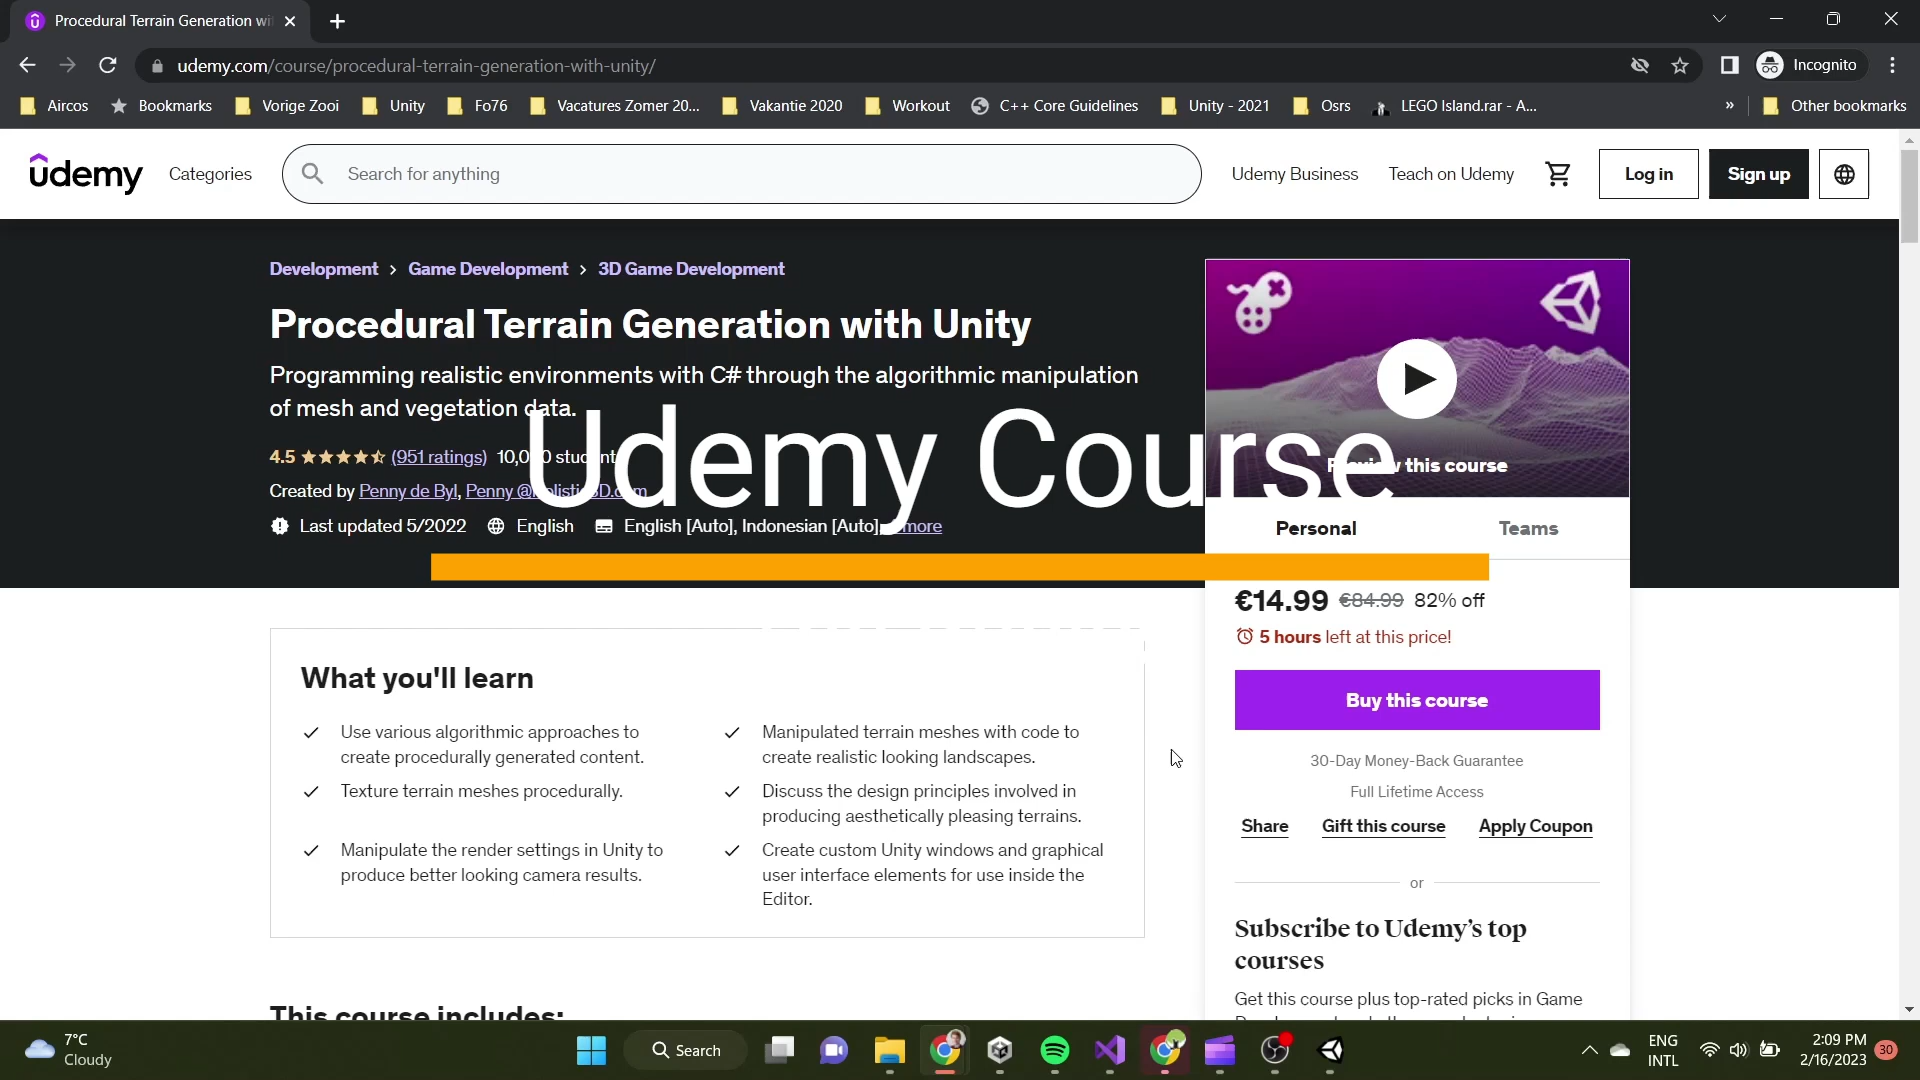 Procedural Terrain Generation wi
udemy.com/course/procedural-terrain-generation-with-unity/
Incognito
Aircos
Bookmarks
Vorige Zooi
Unity
Fo76
Vacatures Zomer 20...
Vakantie 2020
Workout
C++ Core Guidelines
Unity - 2021
Osrs
LEGO Island.rar - A...
»
Other bookmarks
udemy
Categories
Search for anything
Udemy Business
Teach on Udemy
Log in
Sign up
Development > Game Development > 3D Game Development
Procedural Terrain Generation with Unity
Programming realistic environments with C# through the algorithmic manipulation
of mesh and vegetation data.
Udemy Course
4.5 (951 ratings)
Created by Penny de Byl, Penny
Last updated 5/2022 English English [Auto], Indonesian [Auto], more
this course
Personal
Teams
€14.99 €84.99 82% off
5 hours left at this price!
Buy this course
30-Day Money-Back Guarantee
Full Lifetime Access
Share
Gift this course
Apply Coupon
or
Subscribe to Udemy's top
courses
Get this course plus top-rated picks in Game
What you'll learn
Use various algorithmic approaches to
create procedurally generated content.
Texture terrain meshes procedurally.
Manipulate the render settings in Unity to
produce better looking camera results.
Manipulated terrain meshes with code to
create realistic looking landscapes.
Discuss the design principles involved in
producing aesthetically pleasing terrains.
Create custom Unity windows and graphical
user interface elements for use inside the
Editor.
This course includes:
7°C
Cloudy
Search
ENG
INTL
2:09 PM
2/16/2023
30